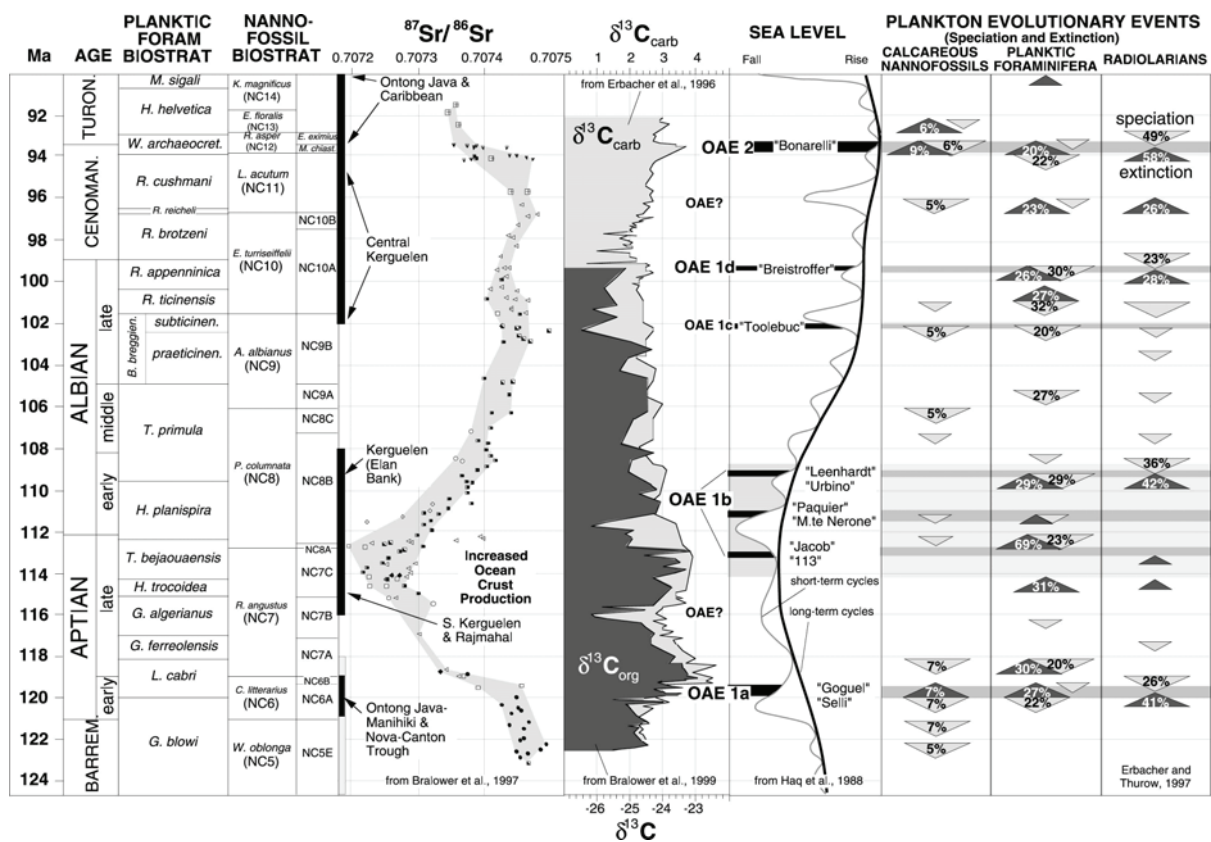 PLANKTIC
FORAM
BIOSTRAT
NANNO-
FOSSIL
BIOSTRAT
87Sr/86Sr
δ13Ccarb
SEA LEVEL
PLANKTON EVOLUTIONARY EVENTS
(Speciation and Extinction)
CALCAREOUS
NANNOFOSSILS
PLANKTIC
FORAMINIFERA
RADIOLARIANS
Ma
AGE
0.7072 0.7073 0.7074 0.7075
1 2 3 4
Fall Rise
92
94
96
98
100
102
104
106
108
110
112
114
116
118
120
122
124
TURON.
CENOMAN.
ALBIAN
late
middle
early
APTIAN
late
early
BARREM.
M. sigali
H. helvetica
W. archaeocret.
R. cushmani
R. reicheli
R. brotzeni
R. appenninica
R. ticinensis
B. breggien.
subticinen.
praeticinen.
T. primula
H. planispira
T. bejaouaensis
H. trocoidea
G. algerianus
G. ferreolensis
L. cabri
G. blowi
K. magnificus
(NC14)
E. floralis
(NC13)
R. asper
(NC12)
E. eximius
M. chiast.
L. acutum
(NC11)
E. turriseiffelii
(NC10)
NC10B
NC10A
A. albianus
(NC9)
NC9B
NC9A
P. columnata
(NC8)
NC8C
NC8B
NC8A
R. angustus
(NC7)
NC7C
NC7B
NC7A
C. litterarius
(NC6)
NC6B
NC6A
W. oblonga
(NC5)
NC5E
Ontong Java &
Caribbean
Central
Kerguelen
Kerguelen
(Elan
Bank)
Increased
Ocean
Crust
Production
S. Kerguelen
& Rajmahal
Ontong Java-
Manihiki &
Nova-Canton
Trough
from Bralower et al., 1997
from Erbacher et al., 1996
δ13C
carb
δ13Corg
from Bralower et al., 1999
-26 -25 -24 -23
δ13C
OAE 2 "Bonarelli"
OAE?
OAE 1d "Breistroffer"
OAE 1c "Toolebuc"
OAE 1b
"Leenhardt"
"Urbino"
"Paquier"
"M.te Nerone"
"Jacob"
"113"
short-term cycles
OAE?
long-term cycles
OAE 1a
"Goguel"
"Selli"
from Haq et al., 1988
6%
9%
6%
5%
5%
5%
7%
7%
7%
7%
5%
20%
22%
23%
26%
30%
27%
32%
20%
27%
29%
29%
69%
23%
31%
30%
20%
27%
22%
speciation
49%
58%
extinction
26%
23%
28%
36%
42%
26%
41%
Erbacher and
Thurow, 1997